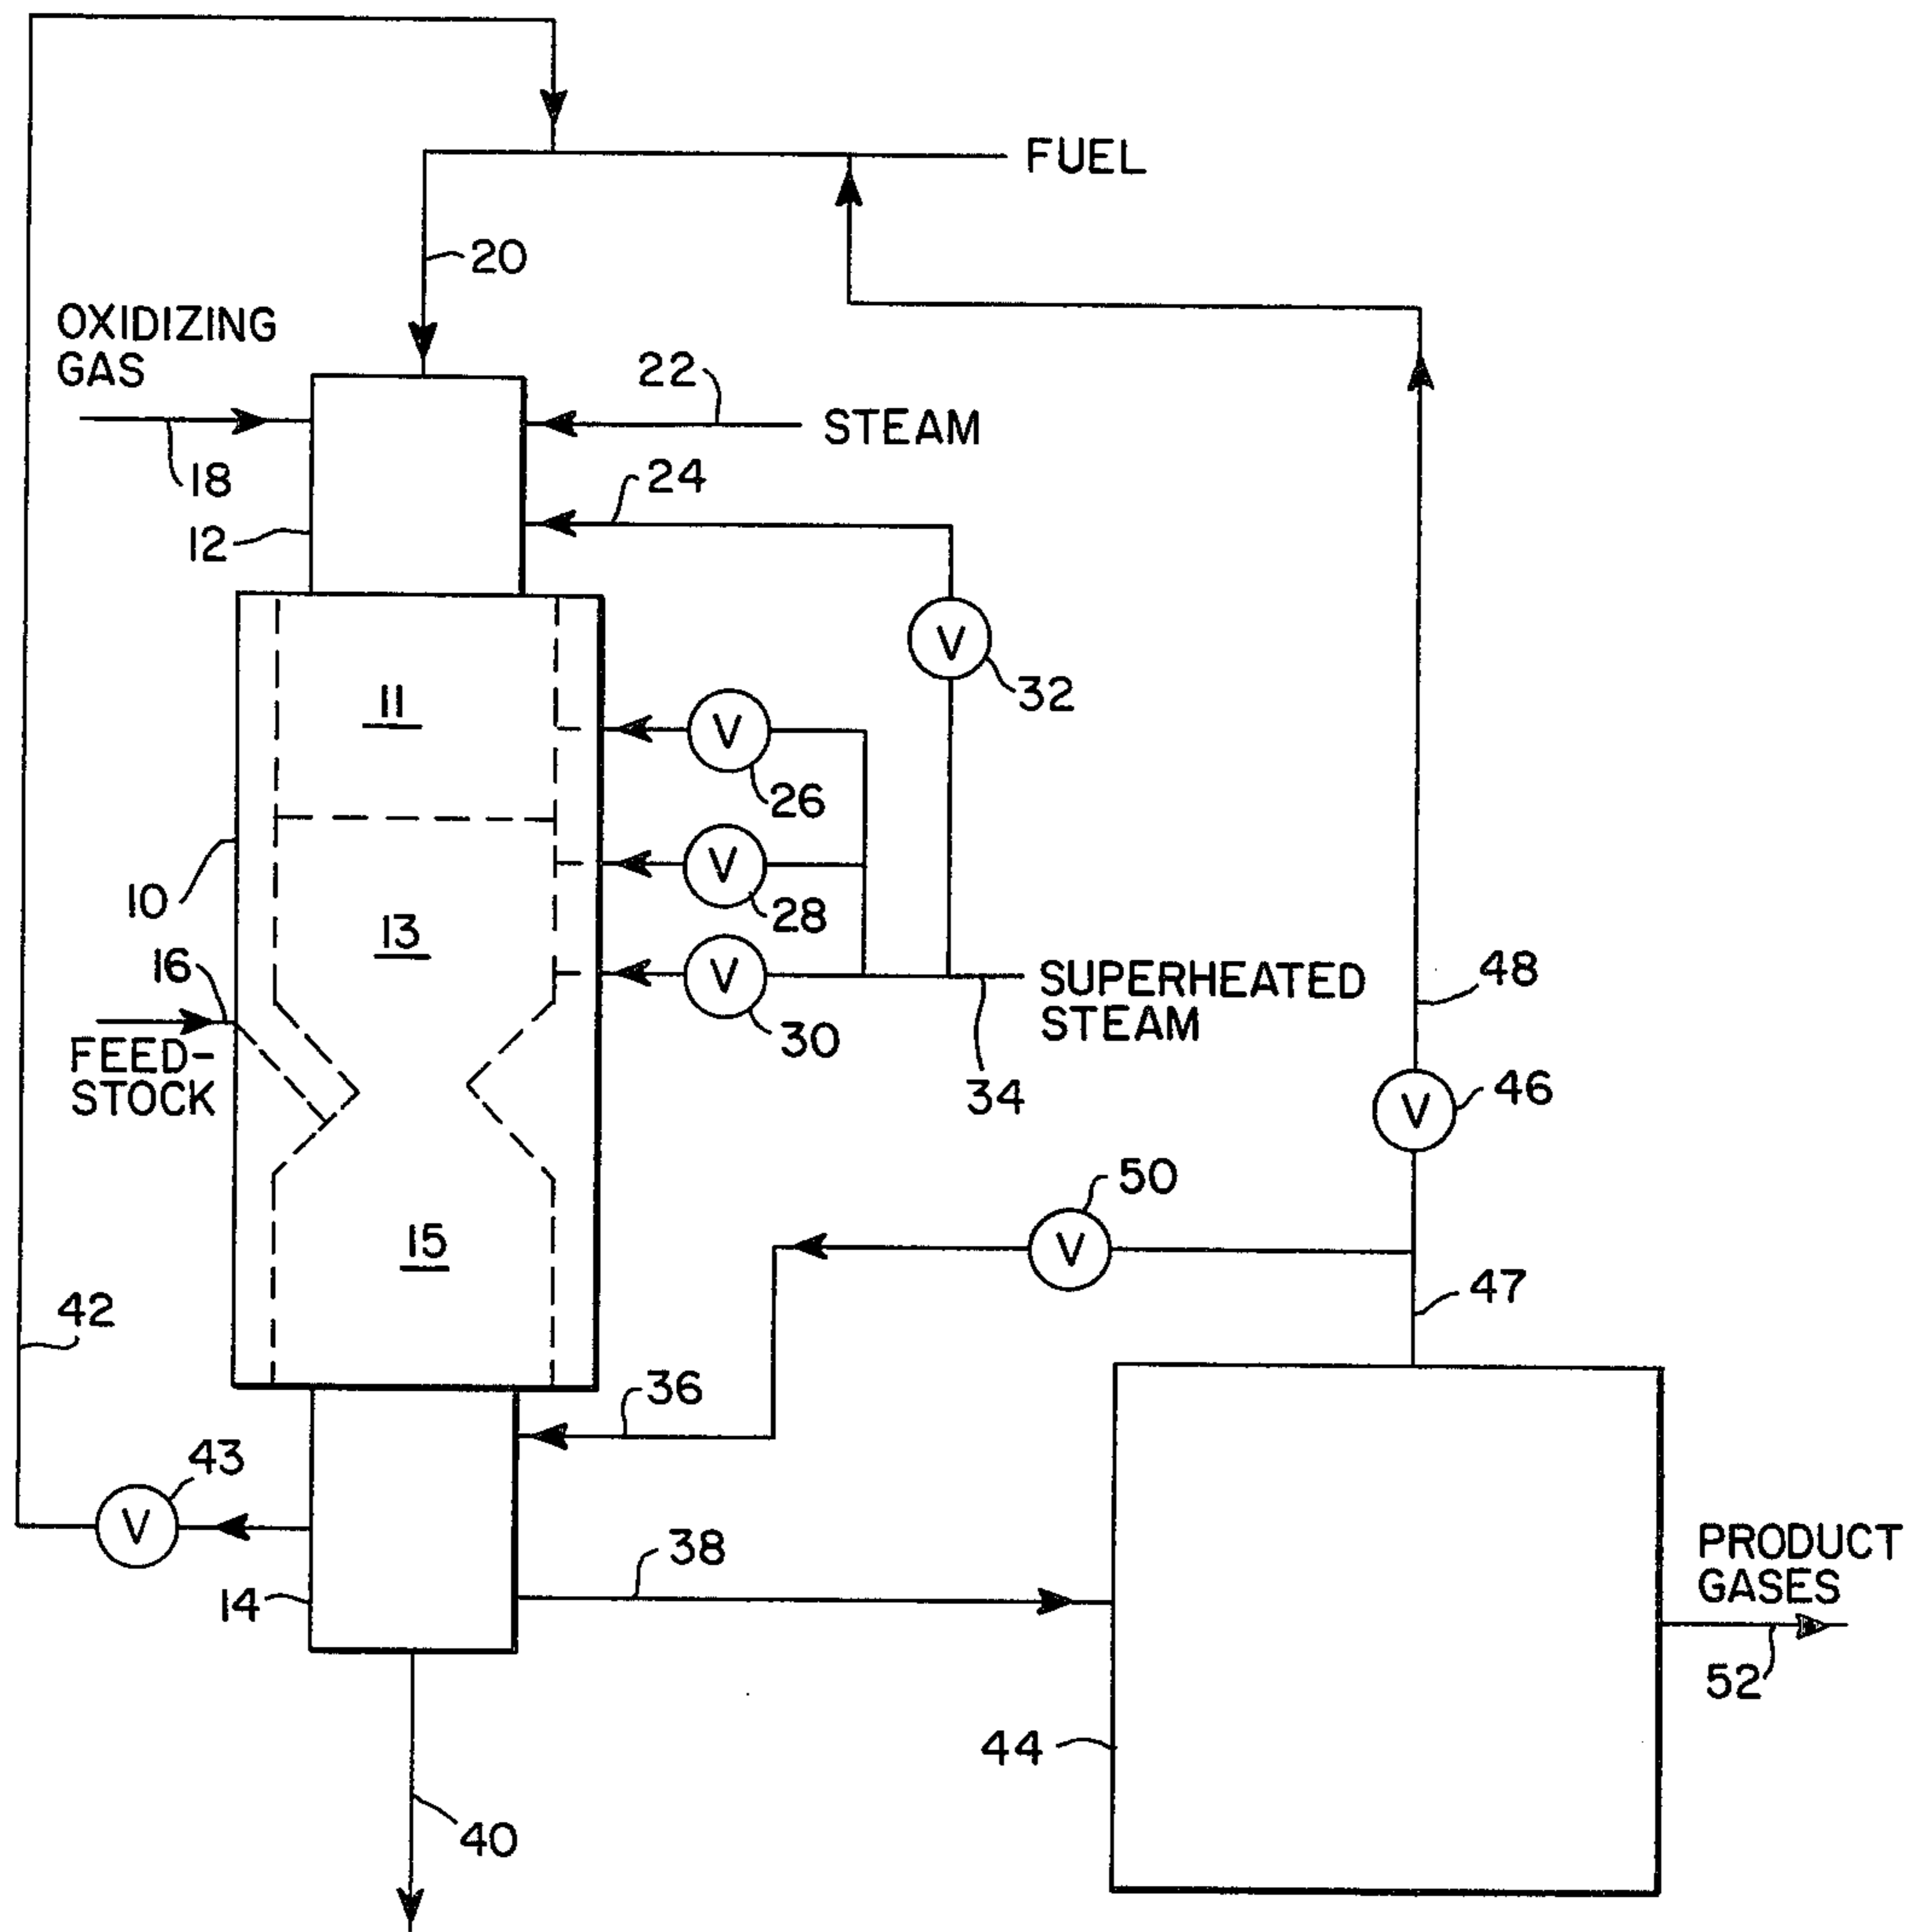 FUEL
20
OXIDIZING
GAS
22
STEAM
18
24
12
V
32
11
V
26
10
V
28
13
16
V
30
SUPERHEATED
STEAM
34
FEED-
STOCK
48
V
46
50
V
15
47
42
36
43
V
38
14
PRODUCT
GASES
52
44
40